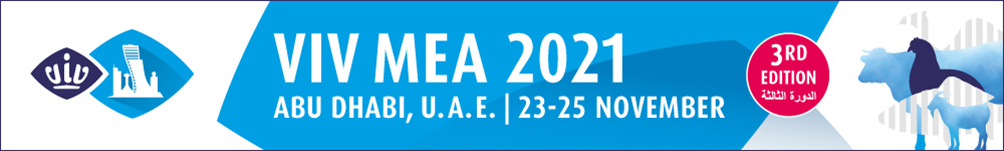 viv
VIV MEA 2021
ABU DHABI, U.A.E. | 23-25 NOVEMBER
3RD
EDITION
الدورة الثالثة